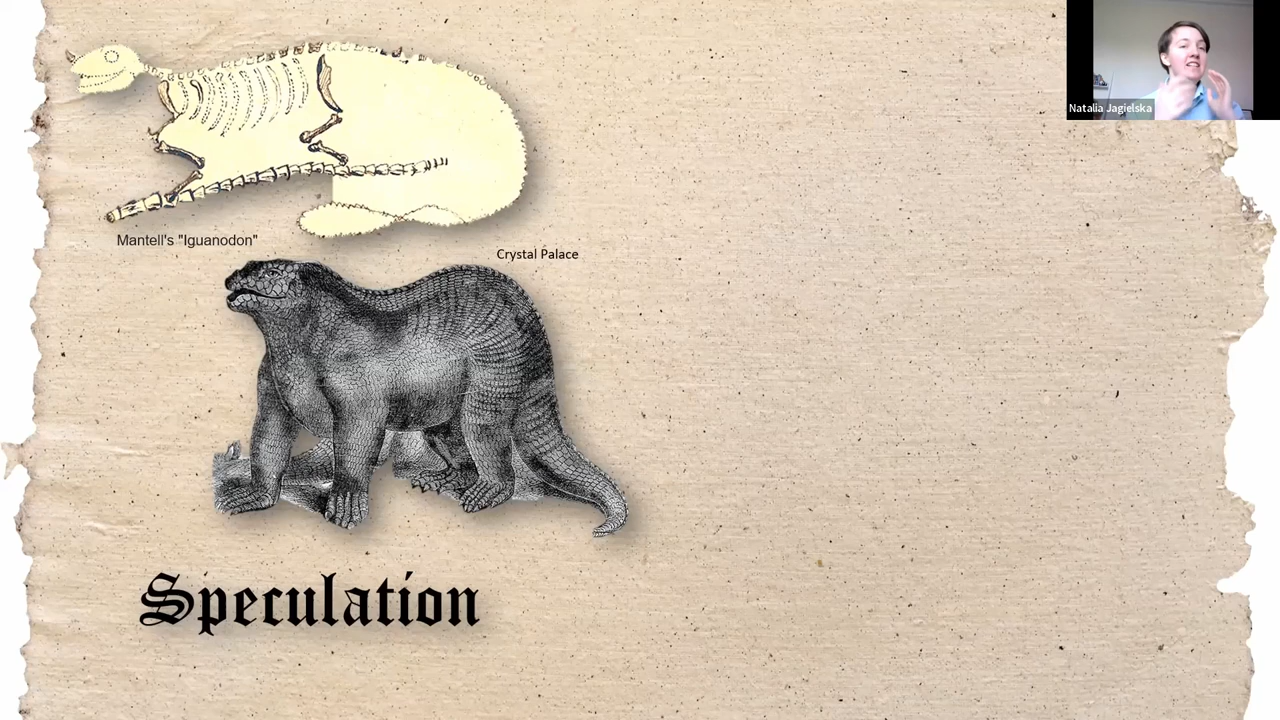 Natalia Jagielska
Mantell's "Iguanodon"
Crystal Palace
Speculation